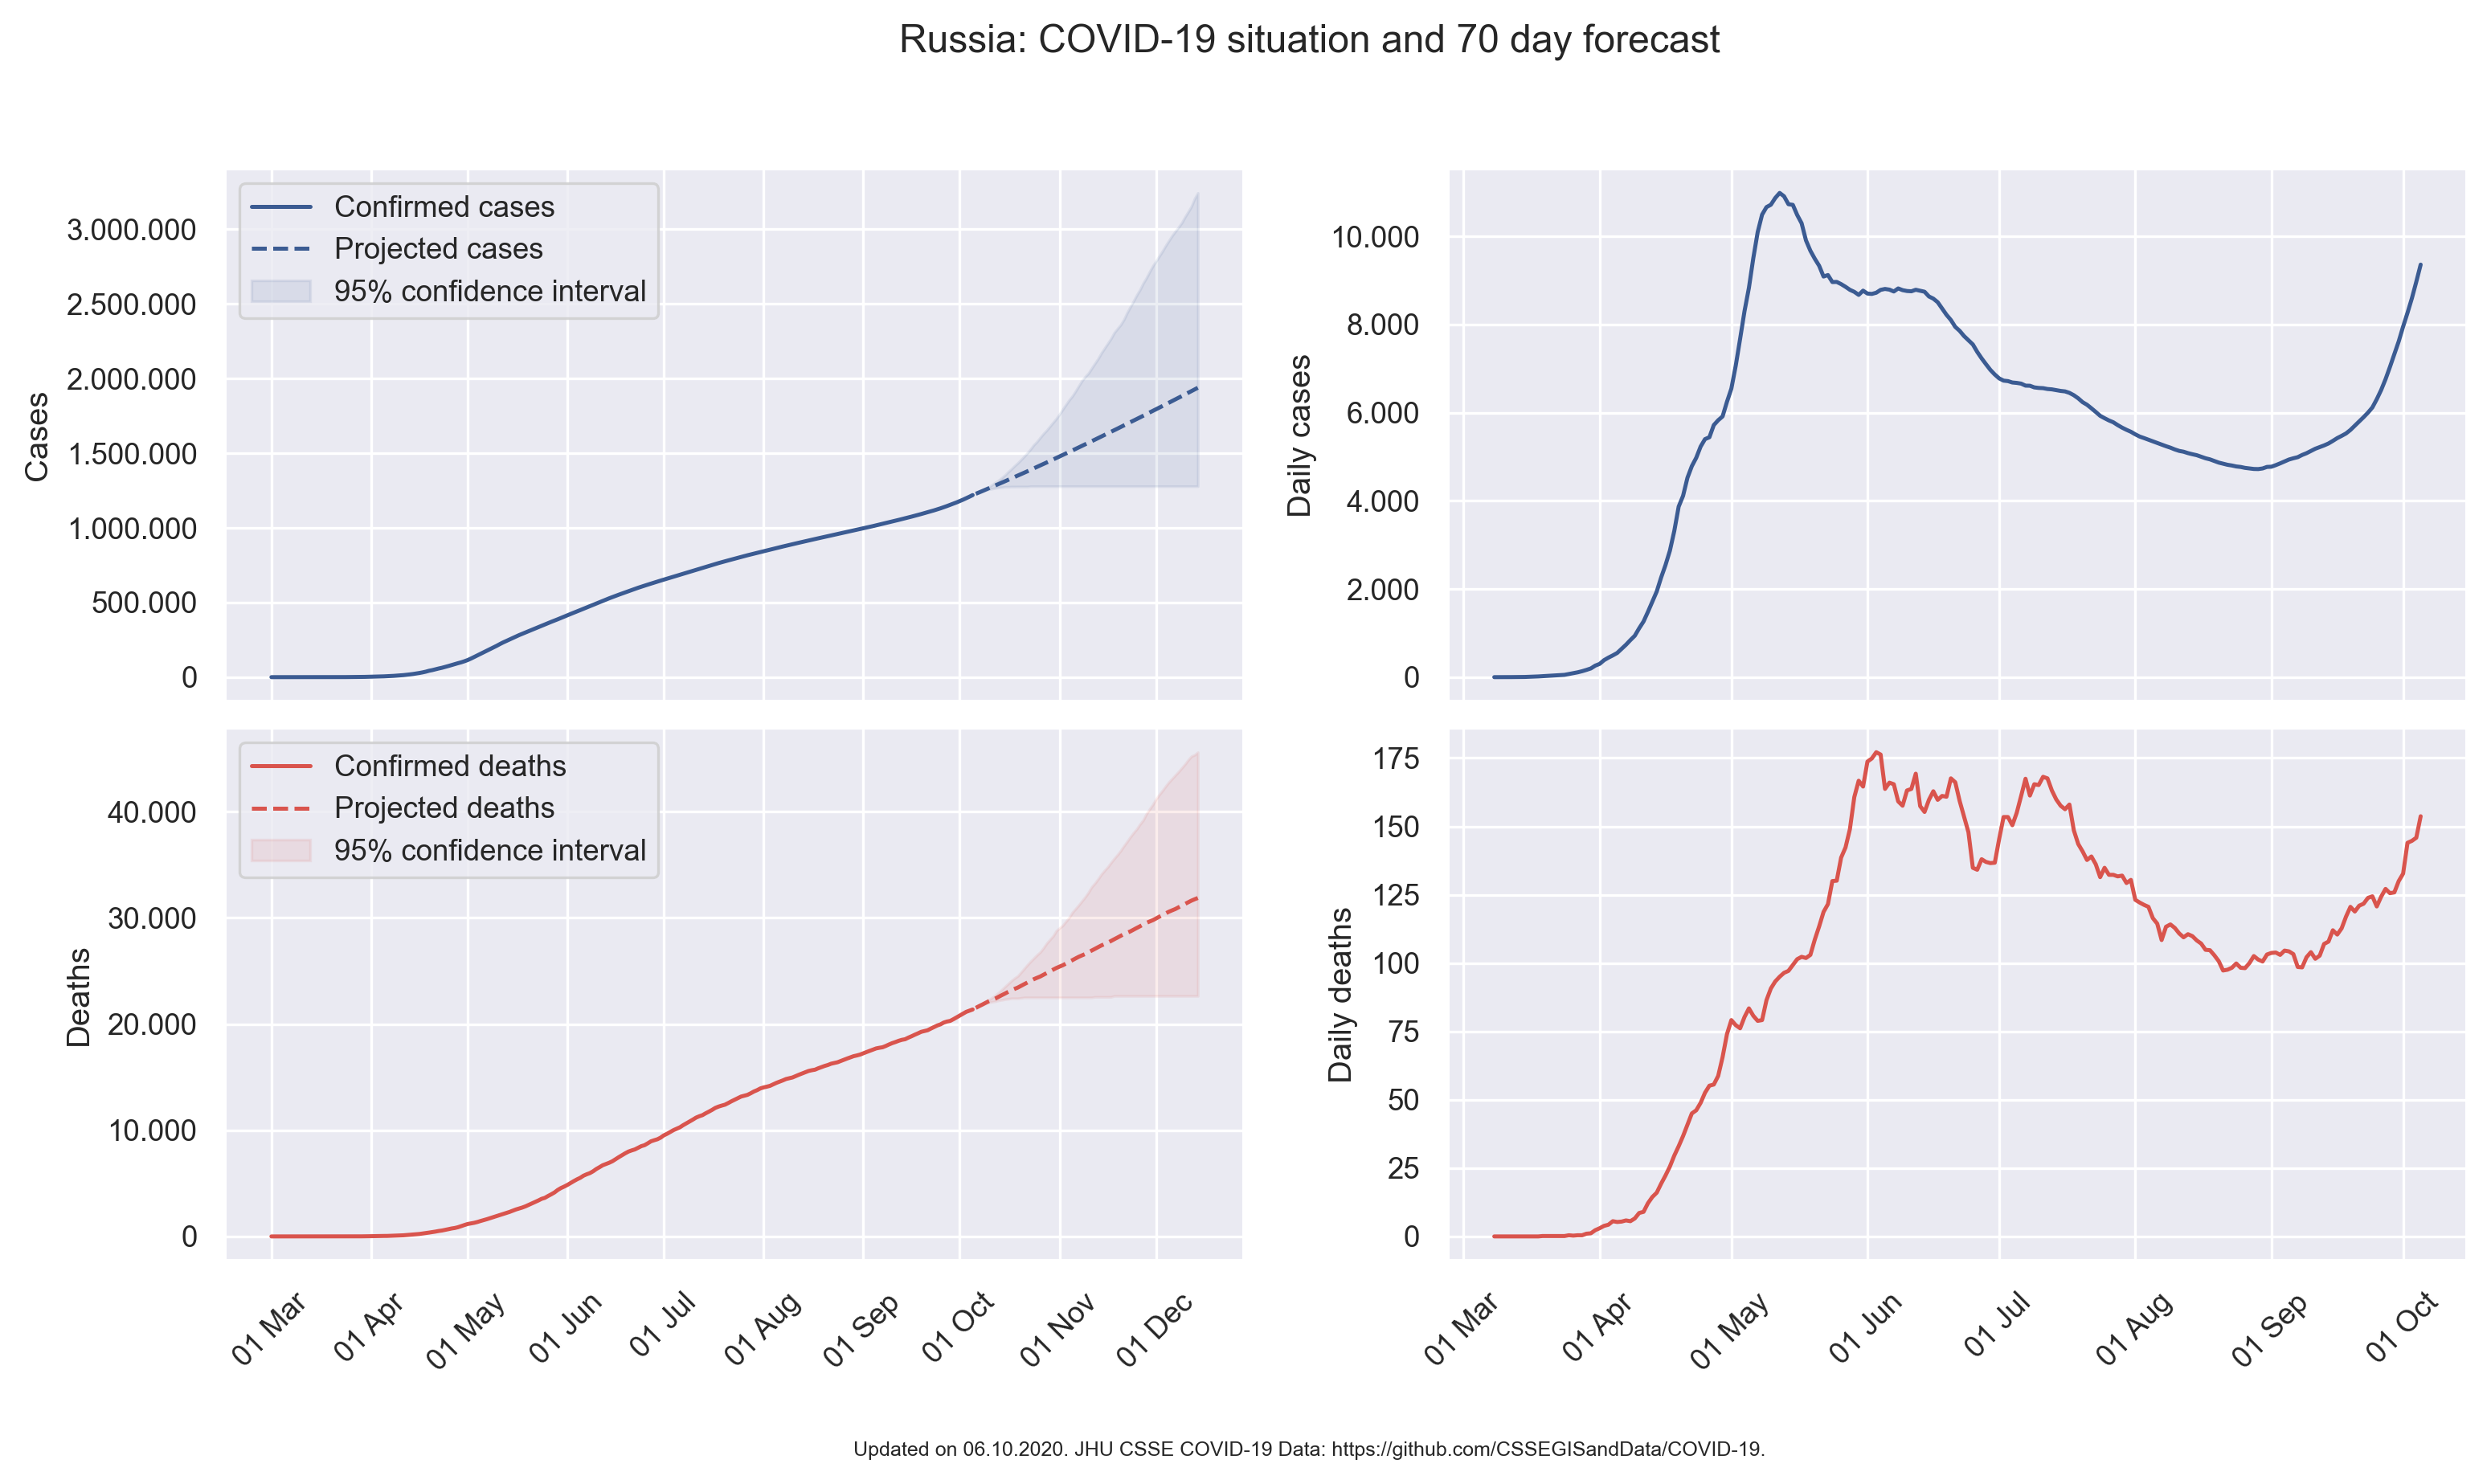 Russia: COVID-19 situation and 70 day forecast
Confirmed cases
Projected cases
95% confidence interval
3.000.000
2.500.000
2.000.000
1.500.000
1.000.000
500.000
0
Cases
10.000
8.000
6.000
4.000
2.000
0
Daily cases
Confirmed deaths
Projected deaths
95% confidence interval
40.000
30.000
20.000
10.000
0
Deaths
01 Mar
01 Apr
01 May
01 Jun
01 Jul
01 Aug
01 Sep
01 Oct
01 Nov
01 Dec
175
150
125
100
75
50
25
0
Daily deaths
01 Mar
01 Apr
01 May
01 Jun
01 Jul
01 Aug
01 Sep
01 Oct
Updated on 06.10.2020. JHU CSSE COVID-19 Data: https://github.com/CSSEGISandData/COVID-19.